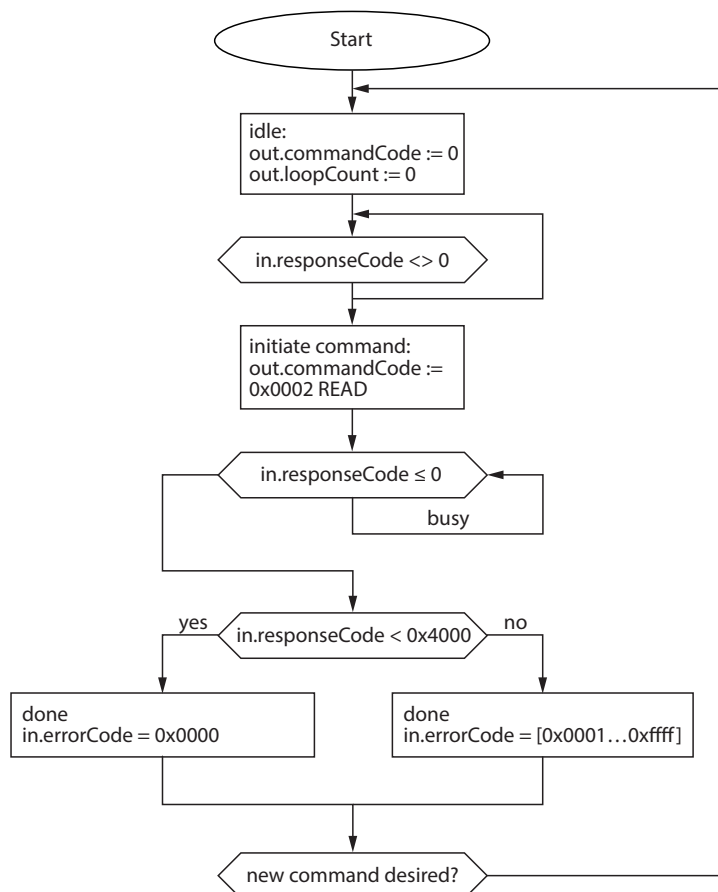 Start
idle:
out.commandCode := 0
out.loopCount := 0
in.responseCode <> 0
initiate command:
out.commandCode :=
0x0002 READ
in.responseCode ≤ 0
busy
yes
in.responseCode < 0x4000
no
done
in.errorCode = 0x0000
done
in.errorCode = [0x0001…0xffff]
new command desired?